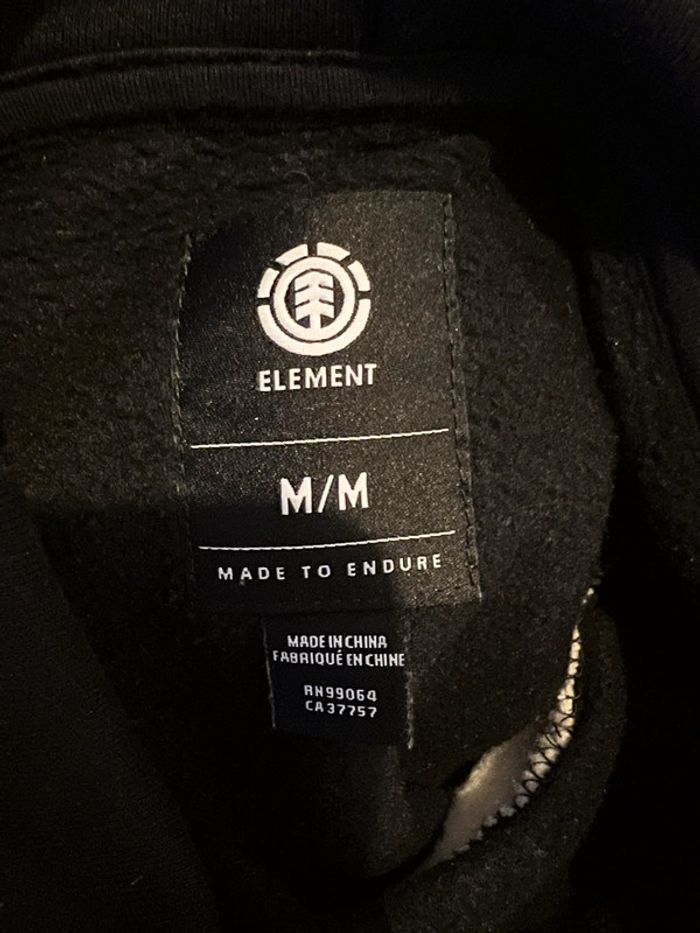 ELEMENT
M/M
MADE TO ENDURE
MADE IN CHINA
FABRIQUÉ EN CHINE
RN99064
CA37757